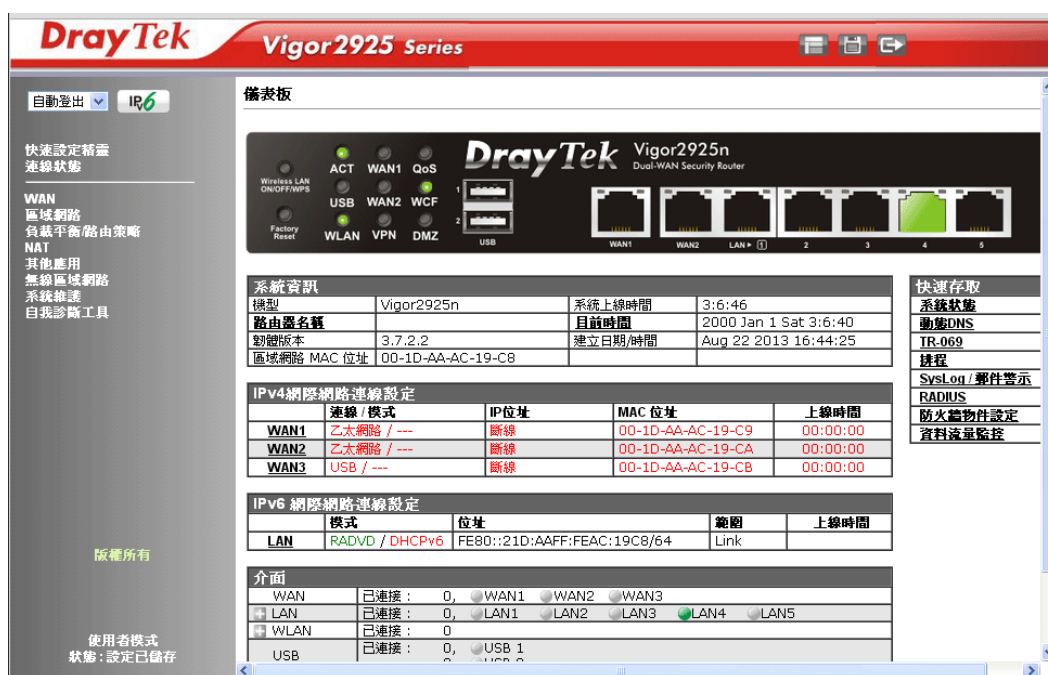 DrayTek Vigor2925 Series
自動登出 IPv6
快速設定精靈
連線狀態
WAN
區域網路
負載平衡/路由策略
NAT
其他應用
無線區域網路
系統維護
自我診斷工具
版權所有
使用者模式
狀態:設定已儲存
儀表板
Wireless LAN
ON/OFF/WPS
ACT WAN1 QoS
USB WAN2 WCF
WLAN VPN DMZ
Factory
Reset
1
2
USB
DrayTek Vigor2925n
Dual-WAN Security Router
WAN1 WAN2 LAN 1 2 3 4 5
系統資訊
機型 Vigor2925n 系統上線時間 3:6:46
路由器名稱 目前時間 2000 Jan 1 Sat 3:6:40
韌體版本 3.7.2.2 建立日期/時間 Aug 22 2013 16:44:25
區域網路 MAC 位址 00-1D-AA-AC-19-C8
IPv4網際網路連線設定
連線 / 模式 IP位址 MAC 位址 上線時間
WAN1 乙太網路 / --- 斷線 00-1D-AA-AC-19-C9 00:00:00
WAN2 乙太網路 / --- 斷線 00-1D-AA-AC-19-CA 00:00:00
WAN3 USB / --- 斷線 00-1D-AA-AC-19-CB 00:00:00
IPv6 網際網路連線設定
模式 位址 範圍 上線時間
LAN RADVD / DHCPv6 FE80::21D:AAFF:FEAC:19C8/64 Link
介面
WAN 已連接 : 0, WAN1 WAN2 WAN3
LAN 已連接 : 0, LAN1 LAN2 LAN3 LAN4 LAN5
WLAN 已連接 : 0
USB 已連接 : 0, USB 1
快速存取
系統狀態
動態DNS
TR-069
排程
SysLog / 郵件警示
RADIUS
防火牆物件設定
資料流量監控